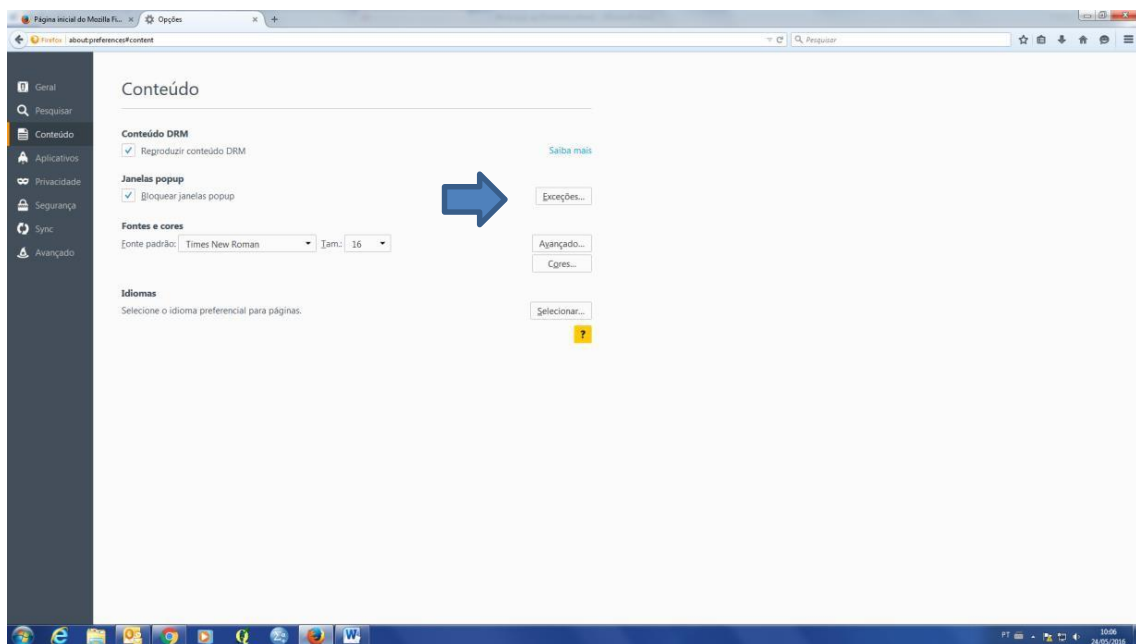 Página inicial do Mozilla Fi...
Opções
Firefox about:preferences#content
Pesquisar
Geral
Pesquisar
Conteúdo
Aplicativos
Privacidade
Segurança
Sync
Avançado
Conteúdo
Conteúdo DRM
Reproduzir conteúdo DRM
Saiba mais
Janelas popup
Bloquear janelas popup
Exceções...
Fontes e cores
Fonte padrão: Times New Roman Tam.: 16
Avançado...
Cores...
Idiomas
Selecione o idioma preferencial para páginas.
Selecionar...
?
PT
10:06
24/05/2016